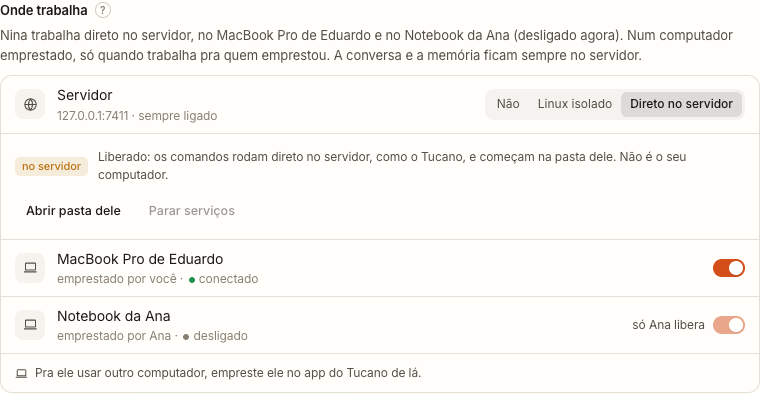 Onde trabalha ?
Nina trabalha direto no servidor, no MacBook Pro de Eduardo e no Notebook da Ana (desligado agora). Num computador
emprestado, só quando trabalha pra quem emprestou. A conversa e a memória ficam sempre no servidor.
Servidor
127.0.0.1:7411 · sempre ligado
Não Linux isolado Direto no servidor
no servidor
Liberado: os comandos rodam direto no servidor, como o Tucano, e começam na pasta dele. Não é o seu
computador.
Abrir pasta dele Parar serviços
MacBook Pro de Eduardo
emprestado por você · conectado
Notebook da Ana
emprestado por Ana · desligado
só Ana libera
Pra ele usar outro computador, empreste ele no app do Tucano de lá.